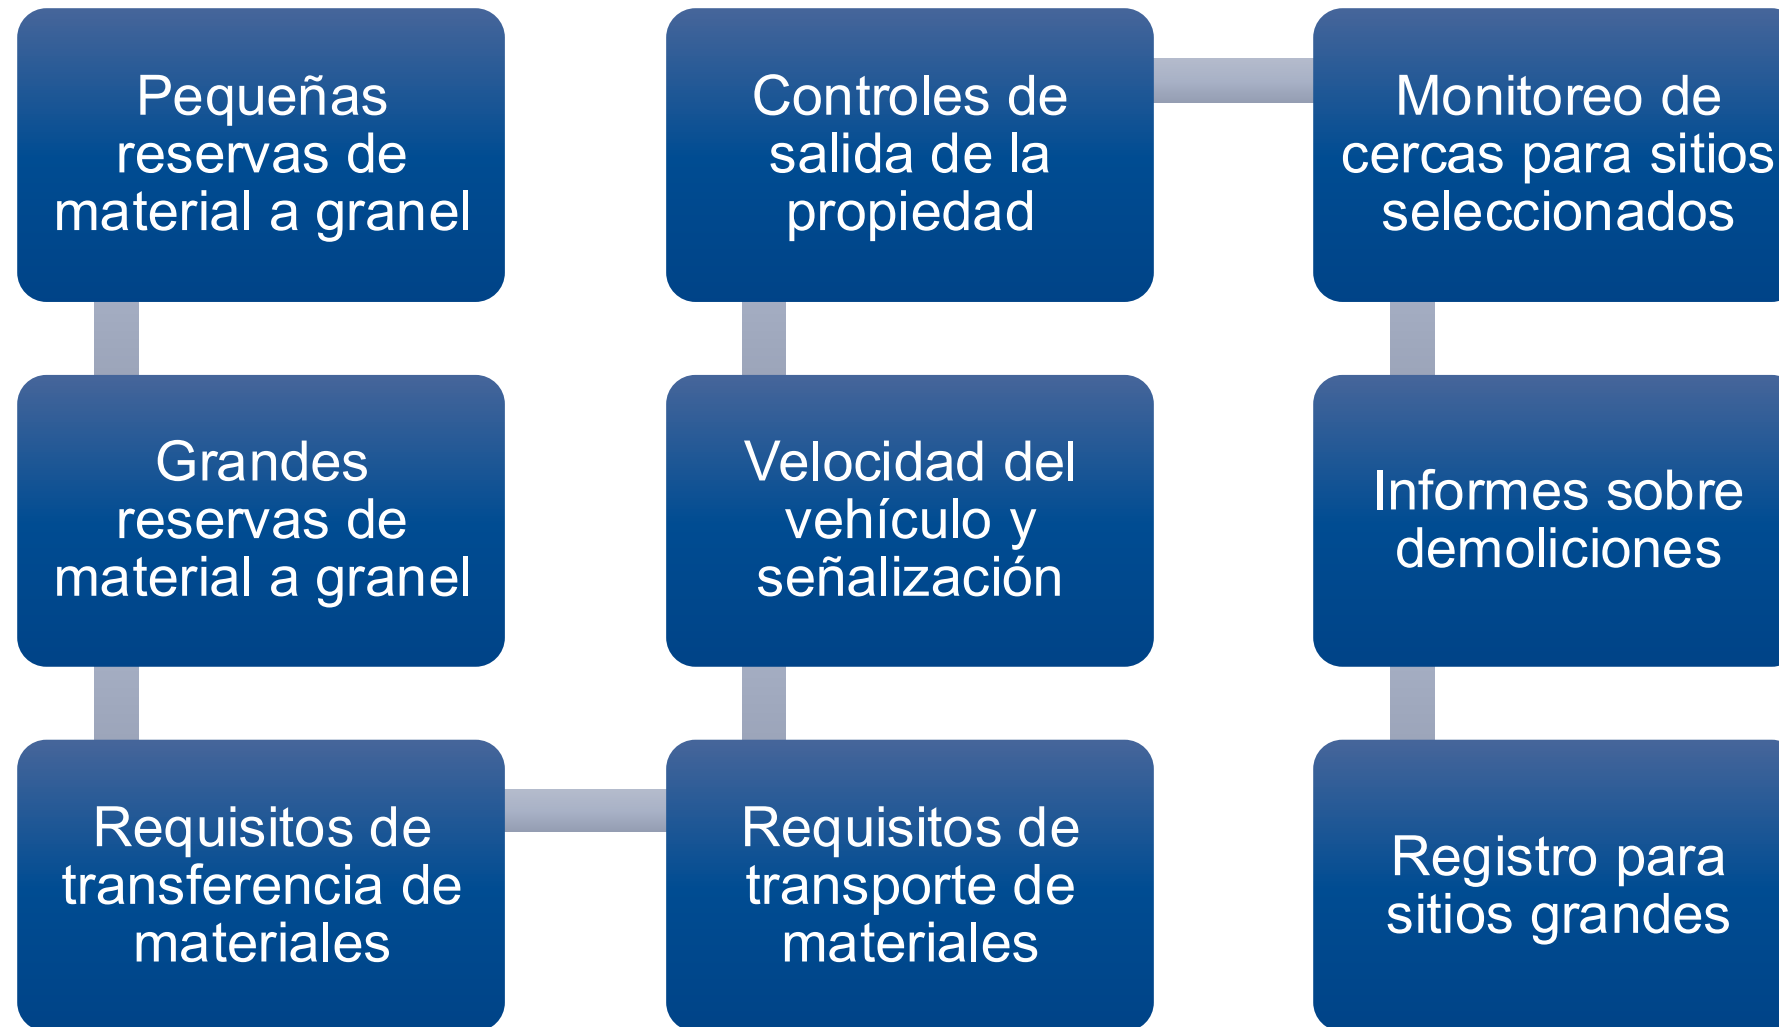 Pequeñas
reservas de
material a granel
Grandes
reservas de
material a granel
Requisitos de
transferencia de
materiales
Requisitos de
transporte de
materiales
Velocidad del
vehículo y
señalización
Controles de
salida de la
propiedad
Monitoreo de
cercas para sitios
seleccionados
Informes sobre
demoliciones
Registro para
sitios grandes